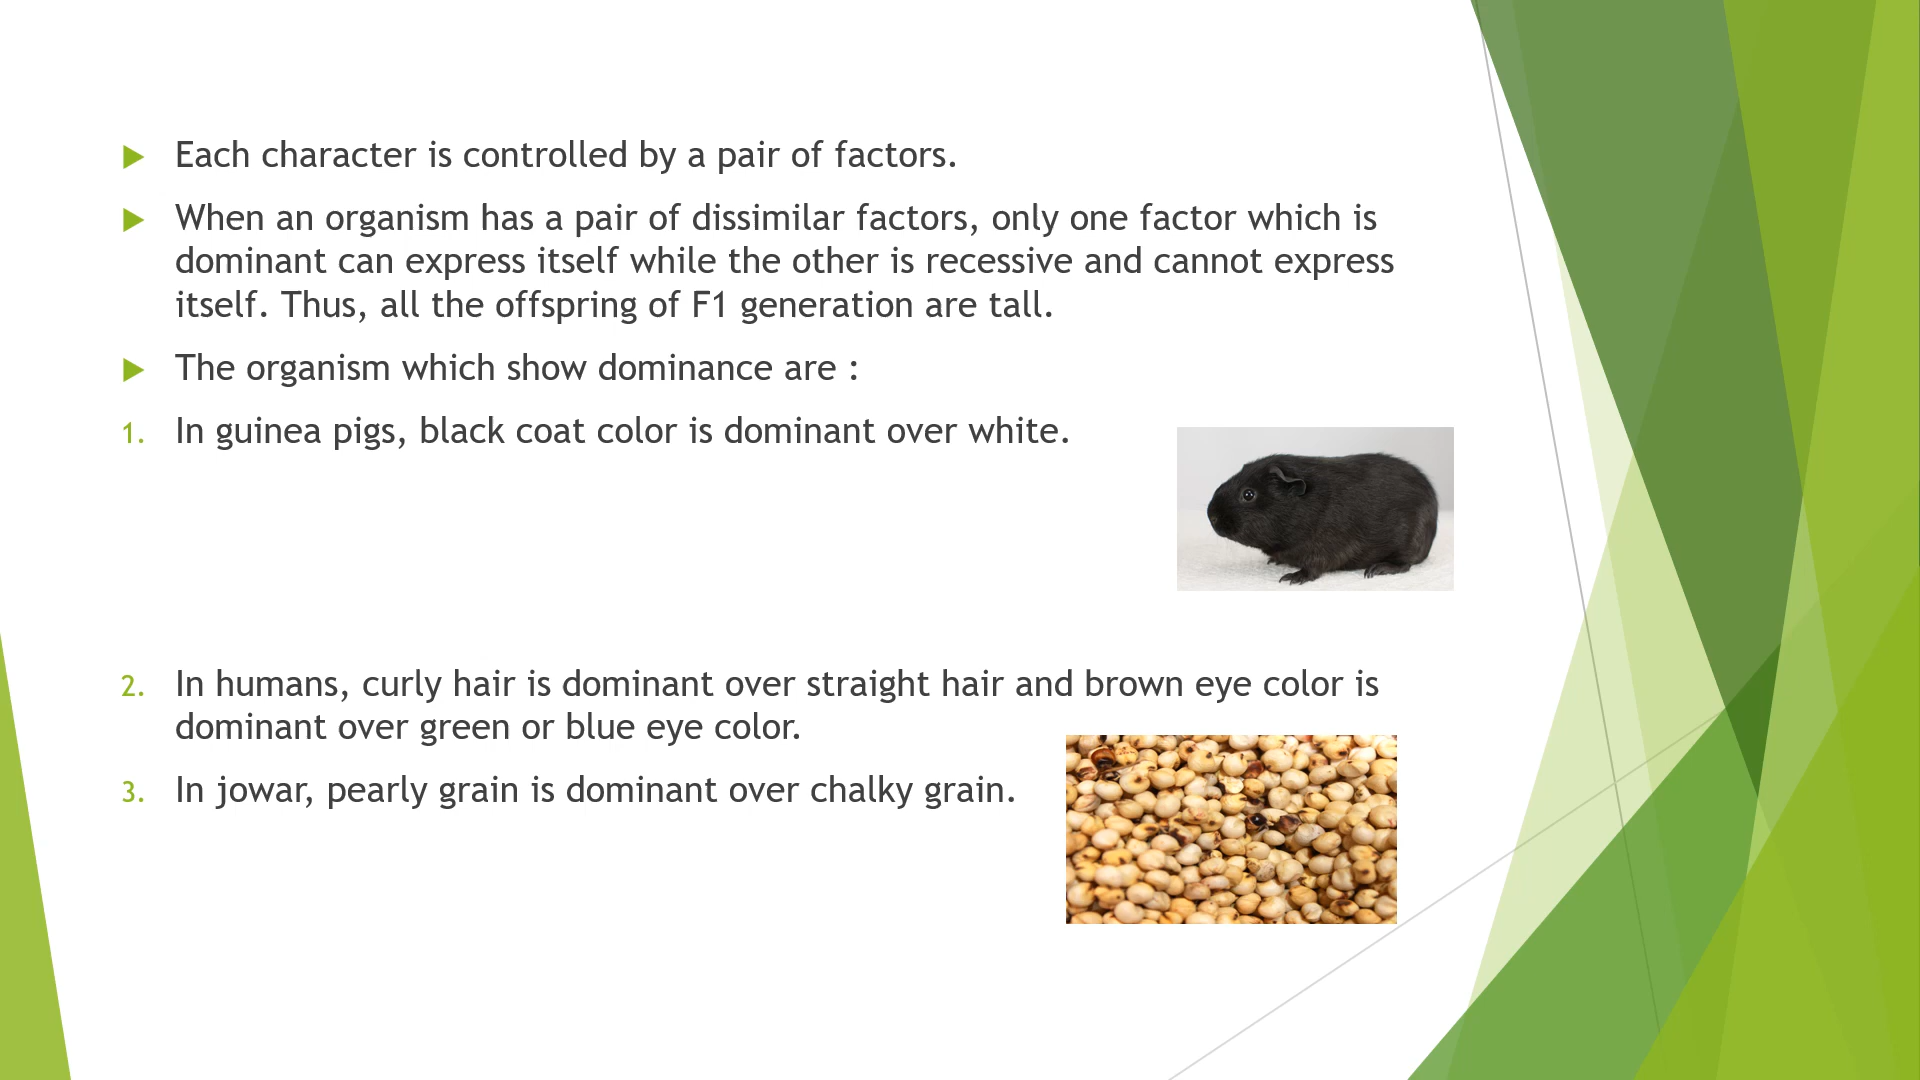 Each character is controlled by a pair of factors.
When an organism has a pair of dissimilar factors, only one factor which is
dominant can express itself while the other is recessive and cannot express
itself. Thus, all the offspring of F1 generation are tall.
The organism which show dominance are :
1. In guinea pigs, black coat color is dominant over white.
2. In humans, curly hair is dominant over straight hair and brown eye color is
dominant over green or blue eye color.
3. In jowar, pearly grain is dominant over chalky grain.